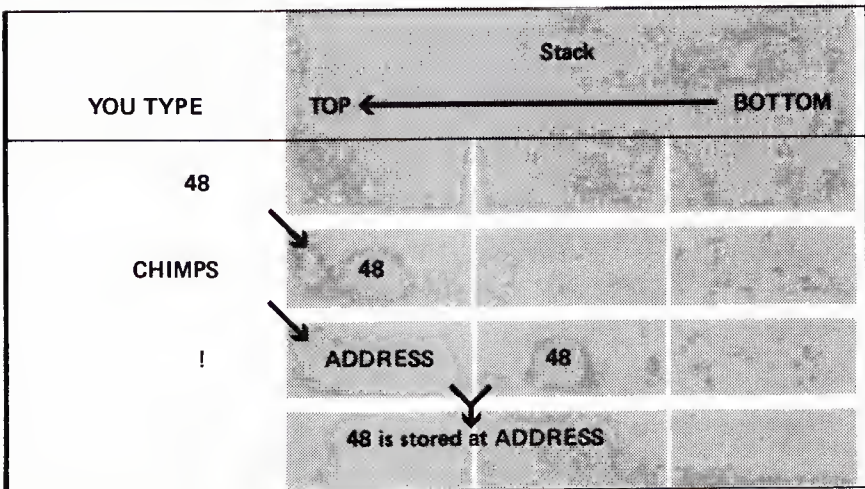 Stack
YOU TYPE TOP BOTTOM
48
CHIMPS 48
! ADDRESS 48
48 is stored at ADDRESS